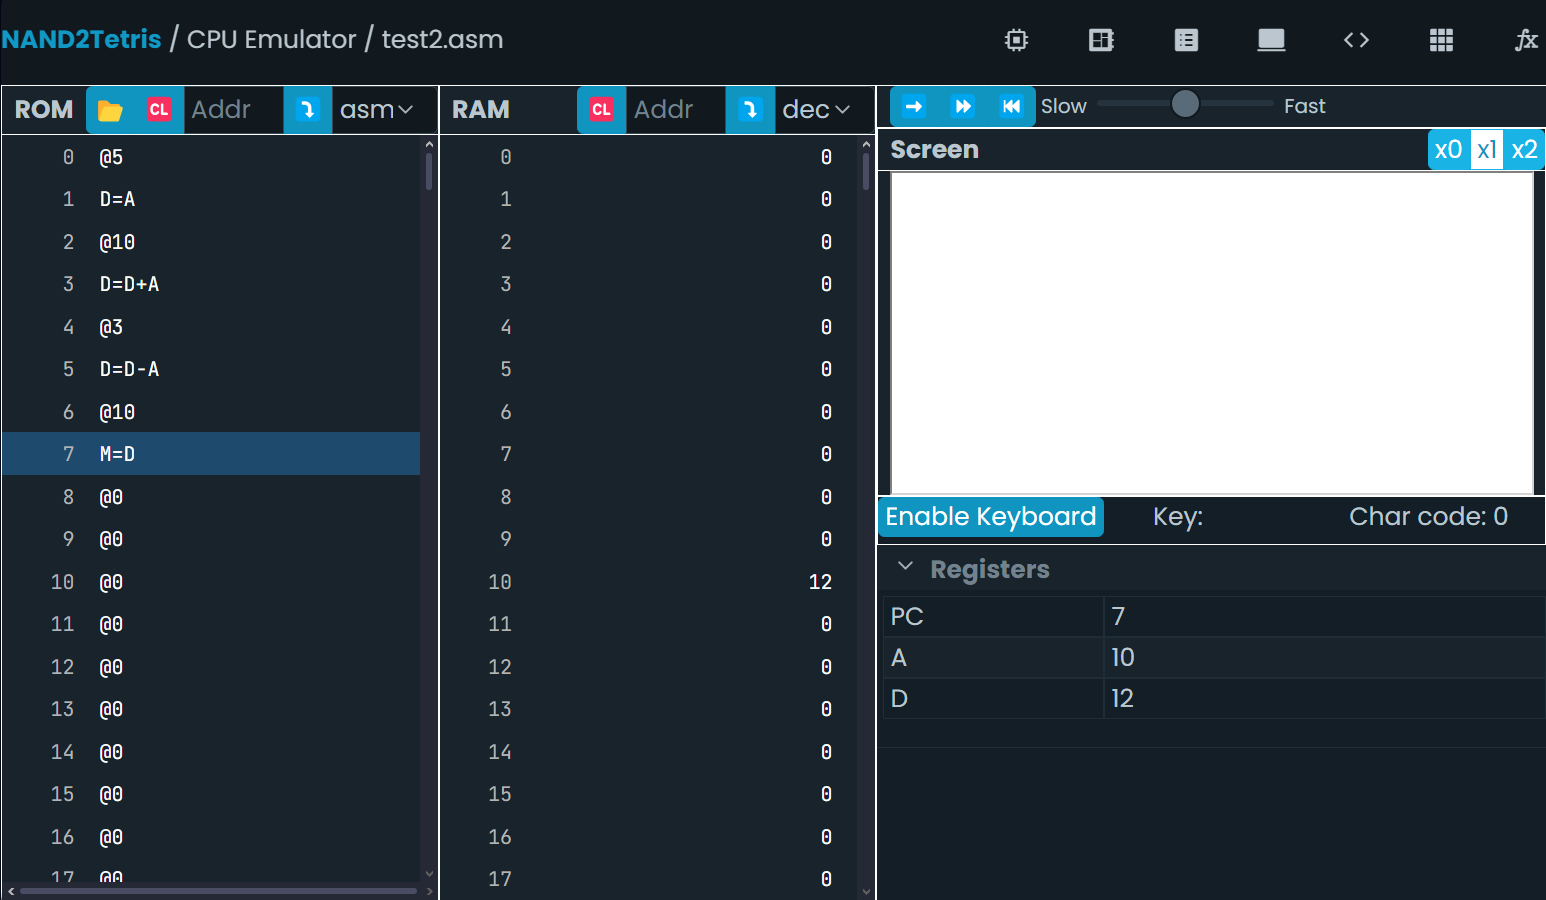 NAND2Tetris / CPU Emulator / test2.asm
fx
ROM CL Addr asm
0 @5
1 D=A
2 @10
3 D=D+A
4 @3
5 D=D-A
6 @10
7 M=D
8 @0
9 @0
10 @0
11 @0
12 @0
13 @0
14 @0
15 @0
16 @0
17 @0
RAM CL Addr dec
0 0
1 0
2 0
3 0
4 0
5 0
6 0
7 0
8 0
9 0
10 12
11 0
12 0
13 0
14 0
15 0
16 0
17 0
Slow Fast
Screen x0 x1 x2
Enable Keyboard Key: Char code: 0
Registers
PC 7
A 10
D 12